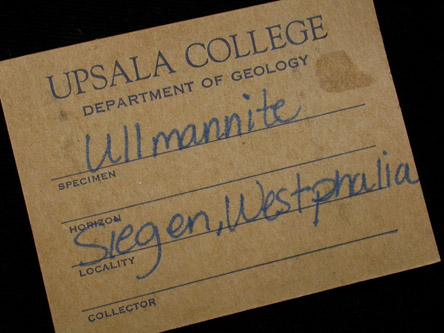 UPSALA COLLEGE
DEPARTMENT OF GEOLOGY
Ullmannite
SPECIMEN
HORIZON
Siegen, Westphalia
LOCALITY
COLLECTOR